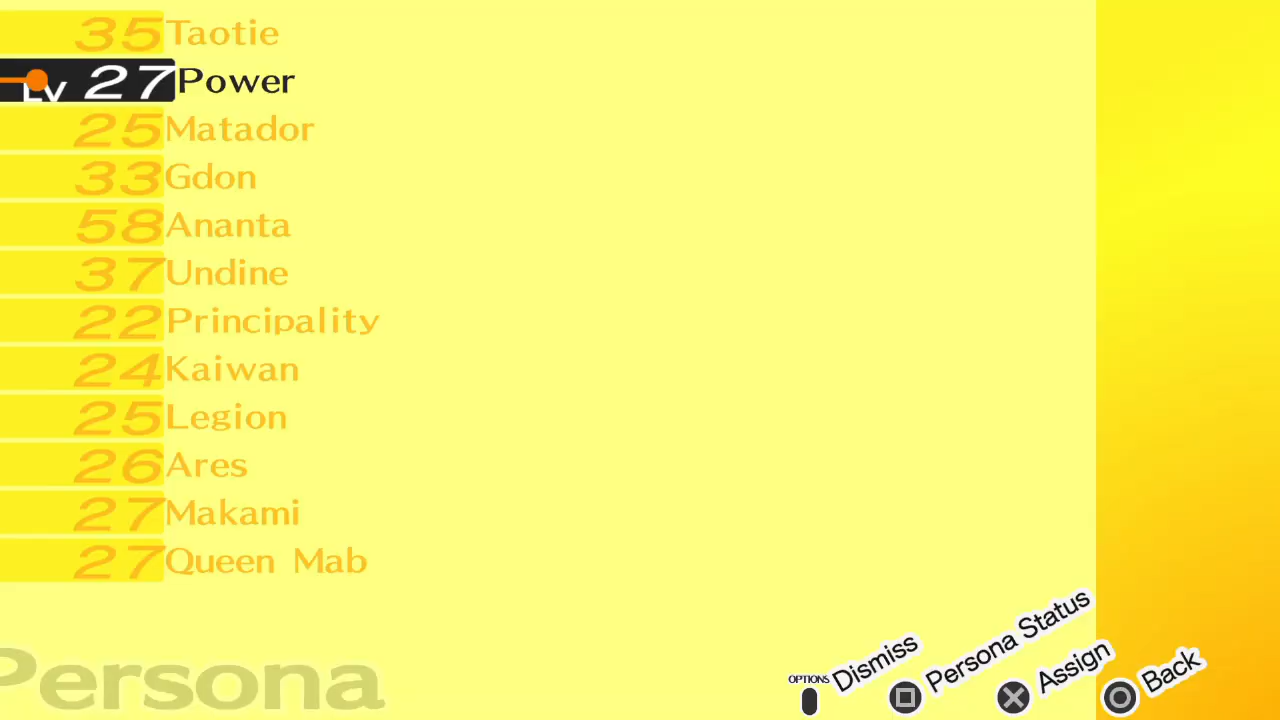 35 Taotie
Lv 27 Power
25 Matador
33 Gdon
58 Ananta
37 Undine
22 Principality
24 Kaiwan
25 Legion
26 Ares
27 Makami
27 Queen Mab
Persona
OPTIONS Dismiss Persona Status Assign Back